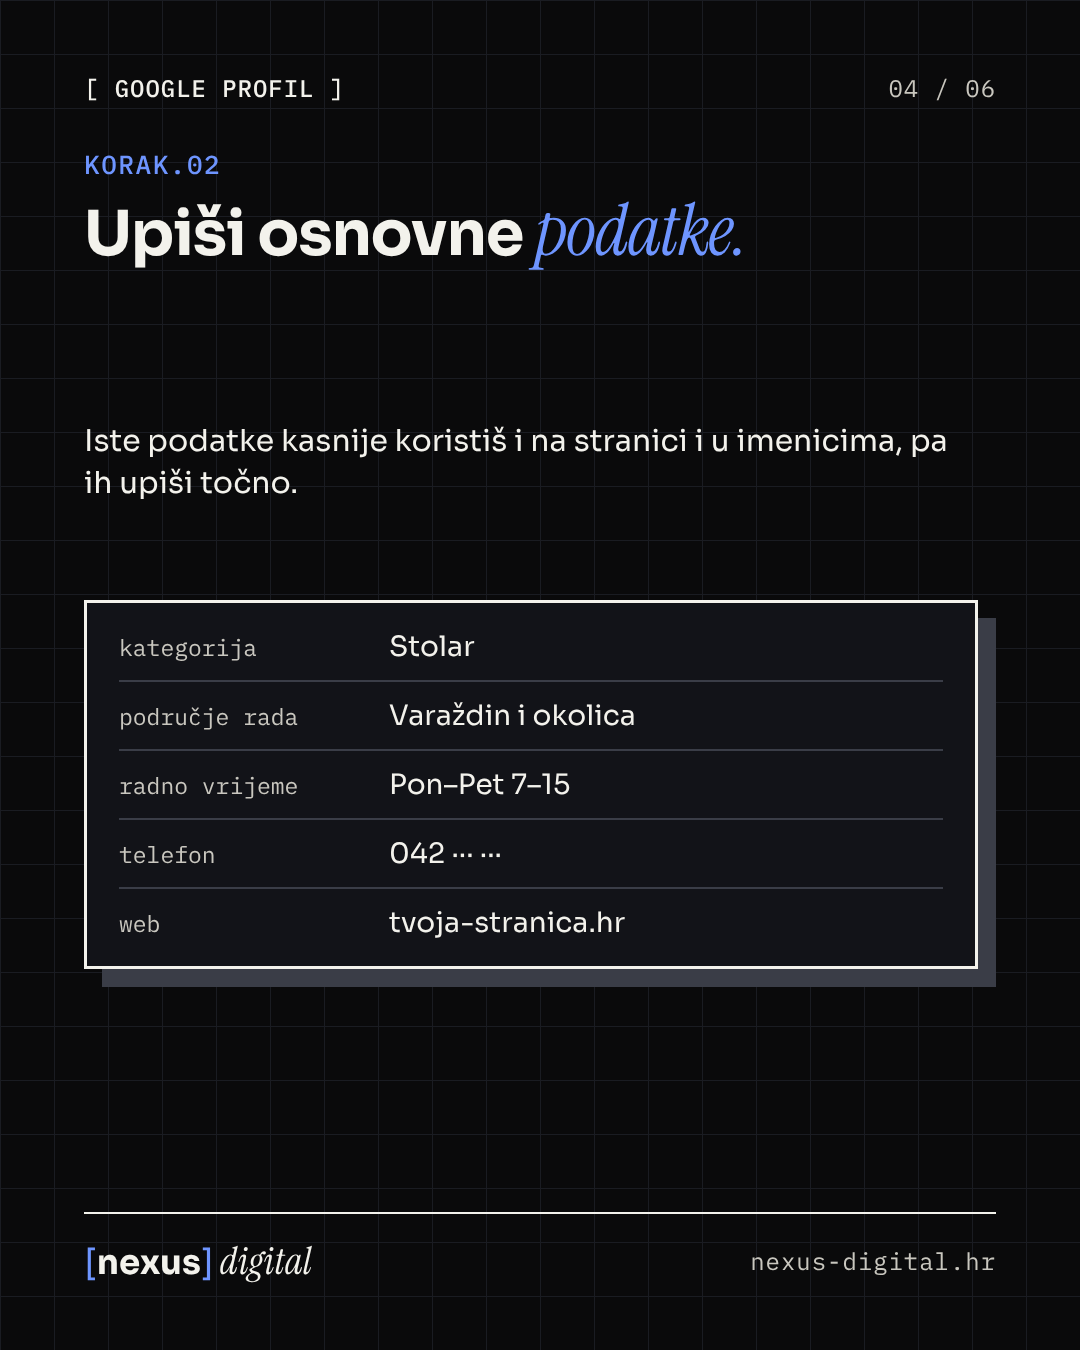 [ GOOGLE PROFIL ]
04 / 06
KORAK.02
Upiši osnovne podatke.
Iste podatke kasnije koristiš i na stranici i u imenicima, pa
ih upiši točno.
kategorija Stolar
područje rada Varaždin i okolica
radno vrijeme Pon–Pet 7–15
telefon 042 ··· ···
web tvoja-stranica.hr
[nexus] digital
nexus-digital.hr